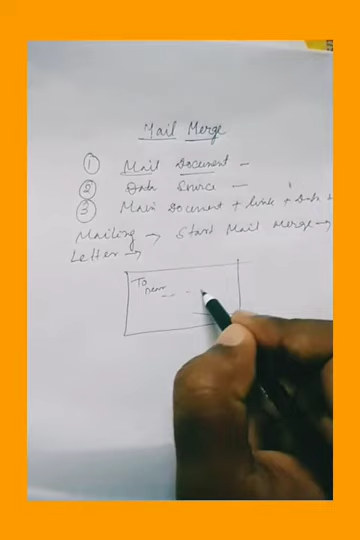 Mail Merge
① Mail Document –
② Data Source –
③ Main Document + link + Data
Mailing → Start Mail Merge →
Letter →
To